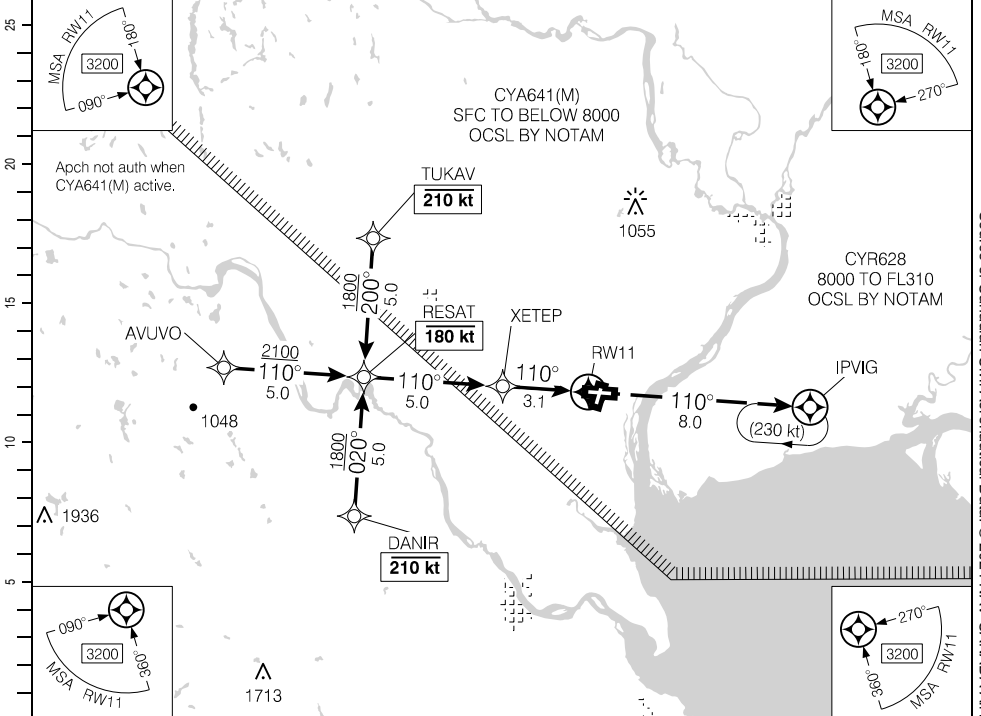 25
20
15
10
5
MSA RW11
180°
3200
090°
MSA RW11
180°
3200
270°
CYA641(M)
SFC TO BELOW 8000
OCSL BY NOTAM
Apch not auth when
CYA641(M) active.
TUKAV
210 kt
1055
CYR628
8000 TO FL310
OCSL BY NOTAM
1800
200°
5.0
RESAT
180 kt
XETEP
AVUVO
2100
110°
5.0
110°
5.0
110°
3.1
RW11
110°
8.0
IPVIG
(230 kt)
1048
1800
020°
5.0
1936
DANIR
210 kt
090°
3200
360°
MSA RW11
1713
270°
3200
360°
MSA RW11